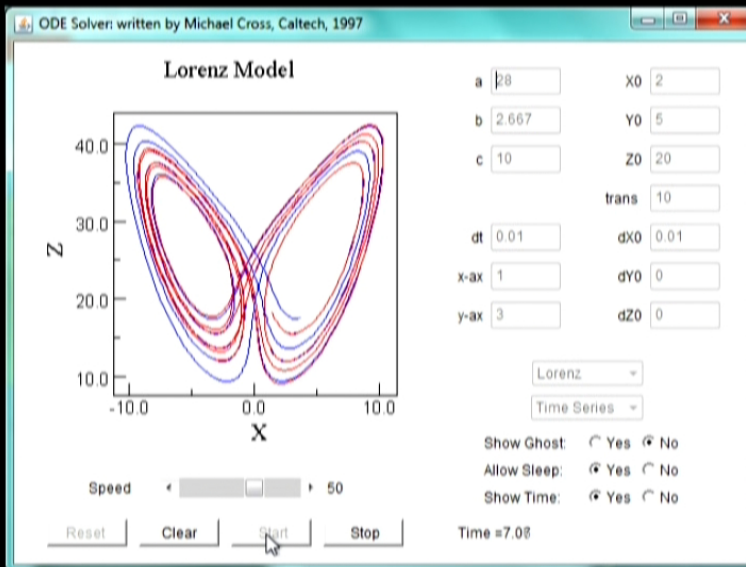 ODE Solver: written by Michael Cross, Caltech, 1997
Lorenz Model
a 28 X0 2
b 2.667 Y0 5
c 10 Z0 20
trans 10
dt 0.01 dX0 0.01
x-ax 1 dY0 0
y-ax 3 dZ0 0
40.0
30.0
20.0
10.0
Z
-10.0 0.0 10.0
X
Lorenz
Time Series
Show Ghost: Yes No
Allow Sleep: Yes No
Show Time: Yes No
Speed 50
Reset Clear Start Stop